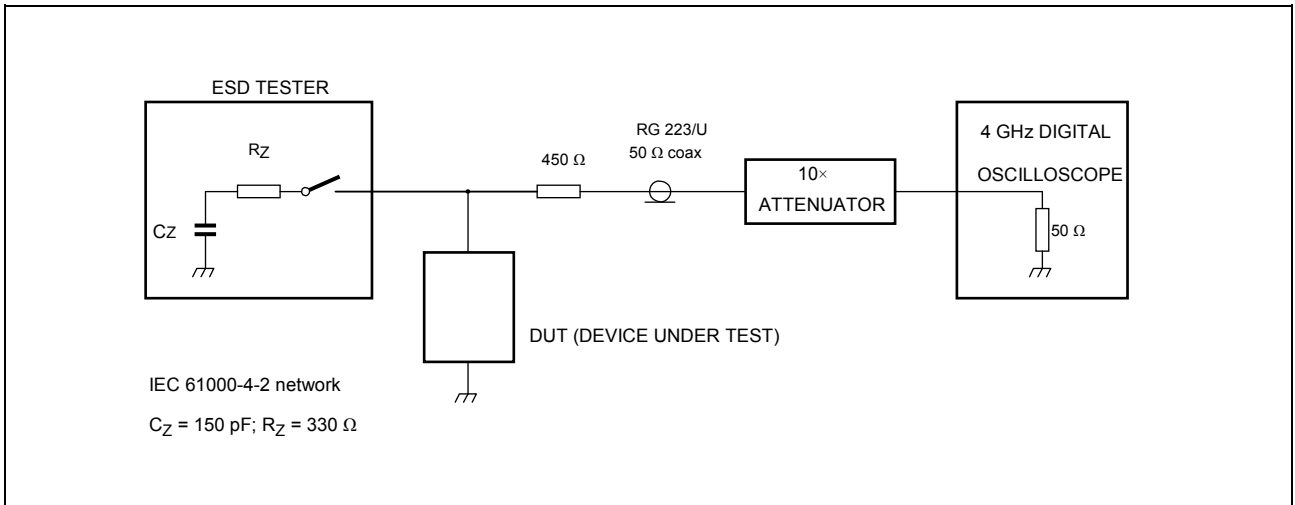 ESD TESTER
RZ
CZ
450 Ω
RG 223/U
50 Ω coax
10×
ATTENUATOR
4 GHz DIGITAL
OSCILLOSCOPE
50 Ω
DUT (DEVICE UNDER TEST)
IEC 61000-4-2 network
CZ = 150 pF; RZ = 330 Ω